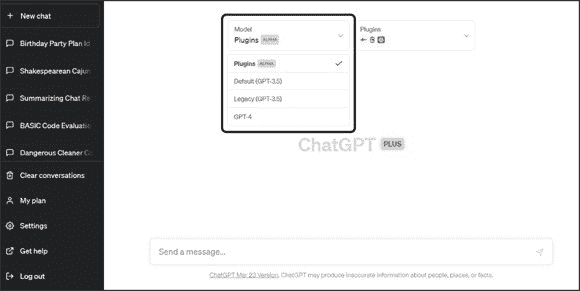 + New chat
Birthday Party Plan Id
Shakespearean Cajun
Summarizing Chat Re
BASIC Code Evaluatio
Dangerous Cleaner Co
Clear conversations
My plan
Settings
Get help
Log out
Model
Plugins ALPHA
Plugins
Plugins ALPHA
Default (GPT-3.5)
Legacy (GPT-3.5)
GPT-4
ChatGPT PLUS
Send a message...
ChatGPT Mar 23 Version. ChatGPT may produce inaccurate information about people, places, or facts.